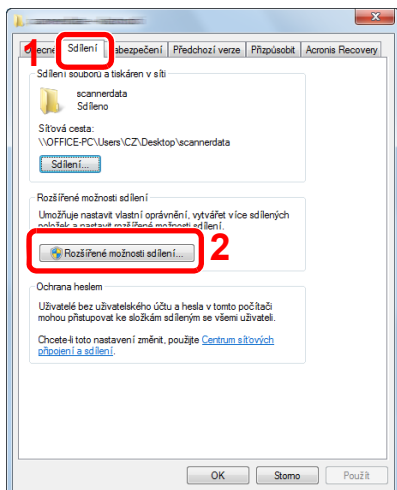 1
Sdílení
Zabezpečení
Předchozí verze
Přizpůsobit
Acronis Recovery
Sdílení souborů a tiskáren v síti
scannerdata
Sdíleno
Síťová cesta:
\\OFFICE-PC\Users\CZ\Desktop\scannerdata
Sdílení...
Rozšířené možnosti sdílení
Umožňuje nastavit vlastní oprávnění, vytvářet více sdílených
položek a nastavit rozšířené možnosti sdílení.
Rozšířené možnosti sdílení...
2
Ochrana heslem
Uživatelé bez uživatelského účtu a hesla v tomto počítači
mohou přistupovat ke složkám sdíleným se všemi uživateli.
Chcete-li toto nastavení změnit, použijte Centrum síťových
připojení a sdílení.
OK
Storno
Použít